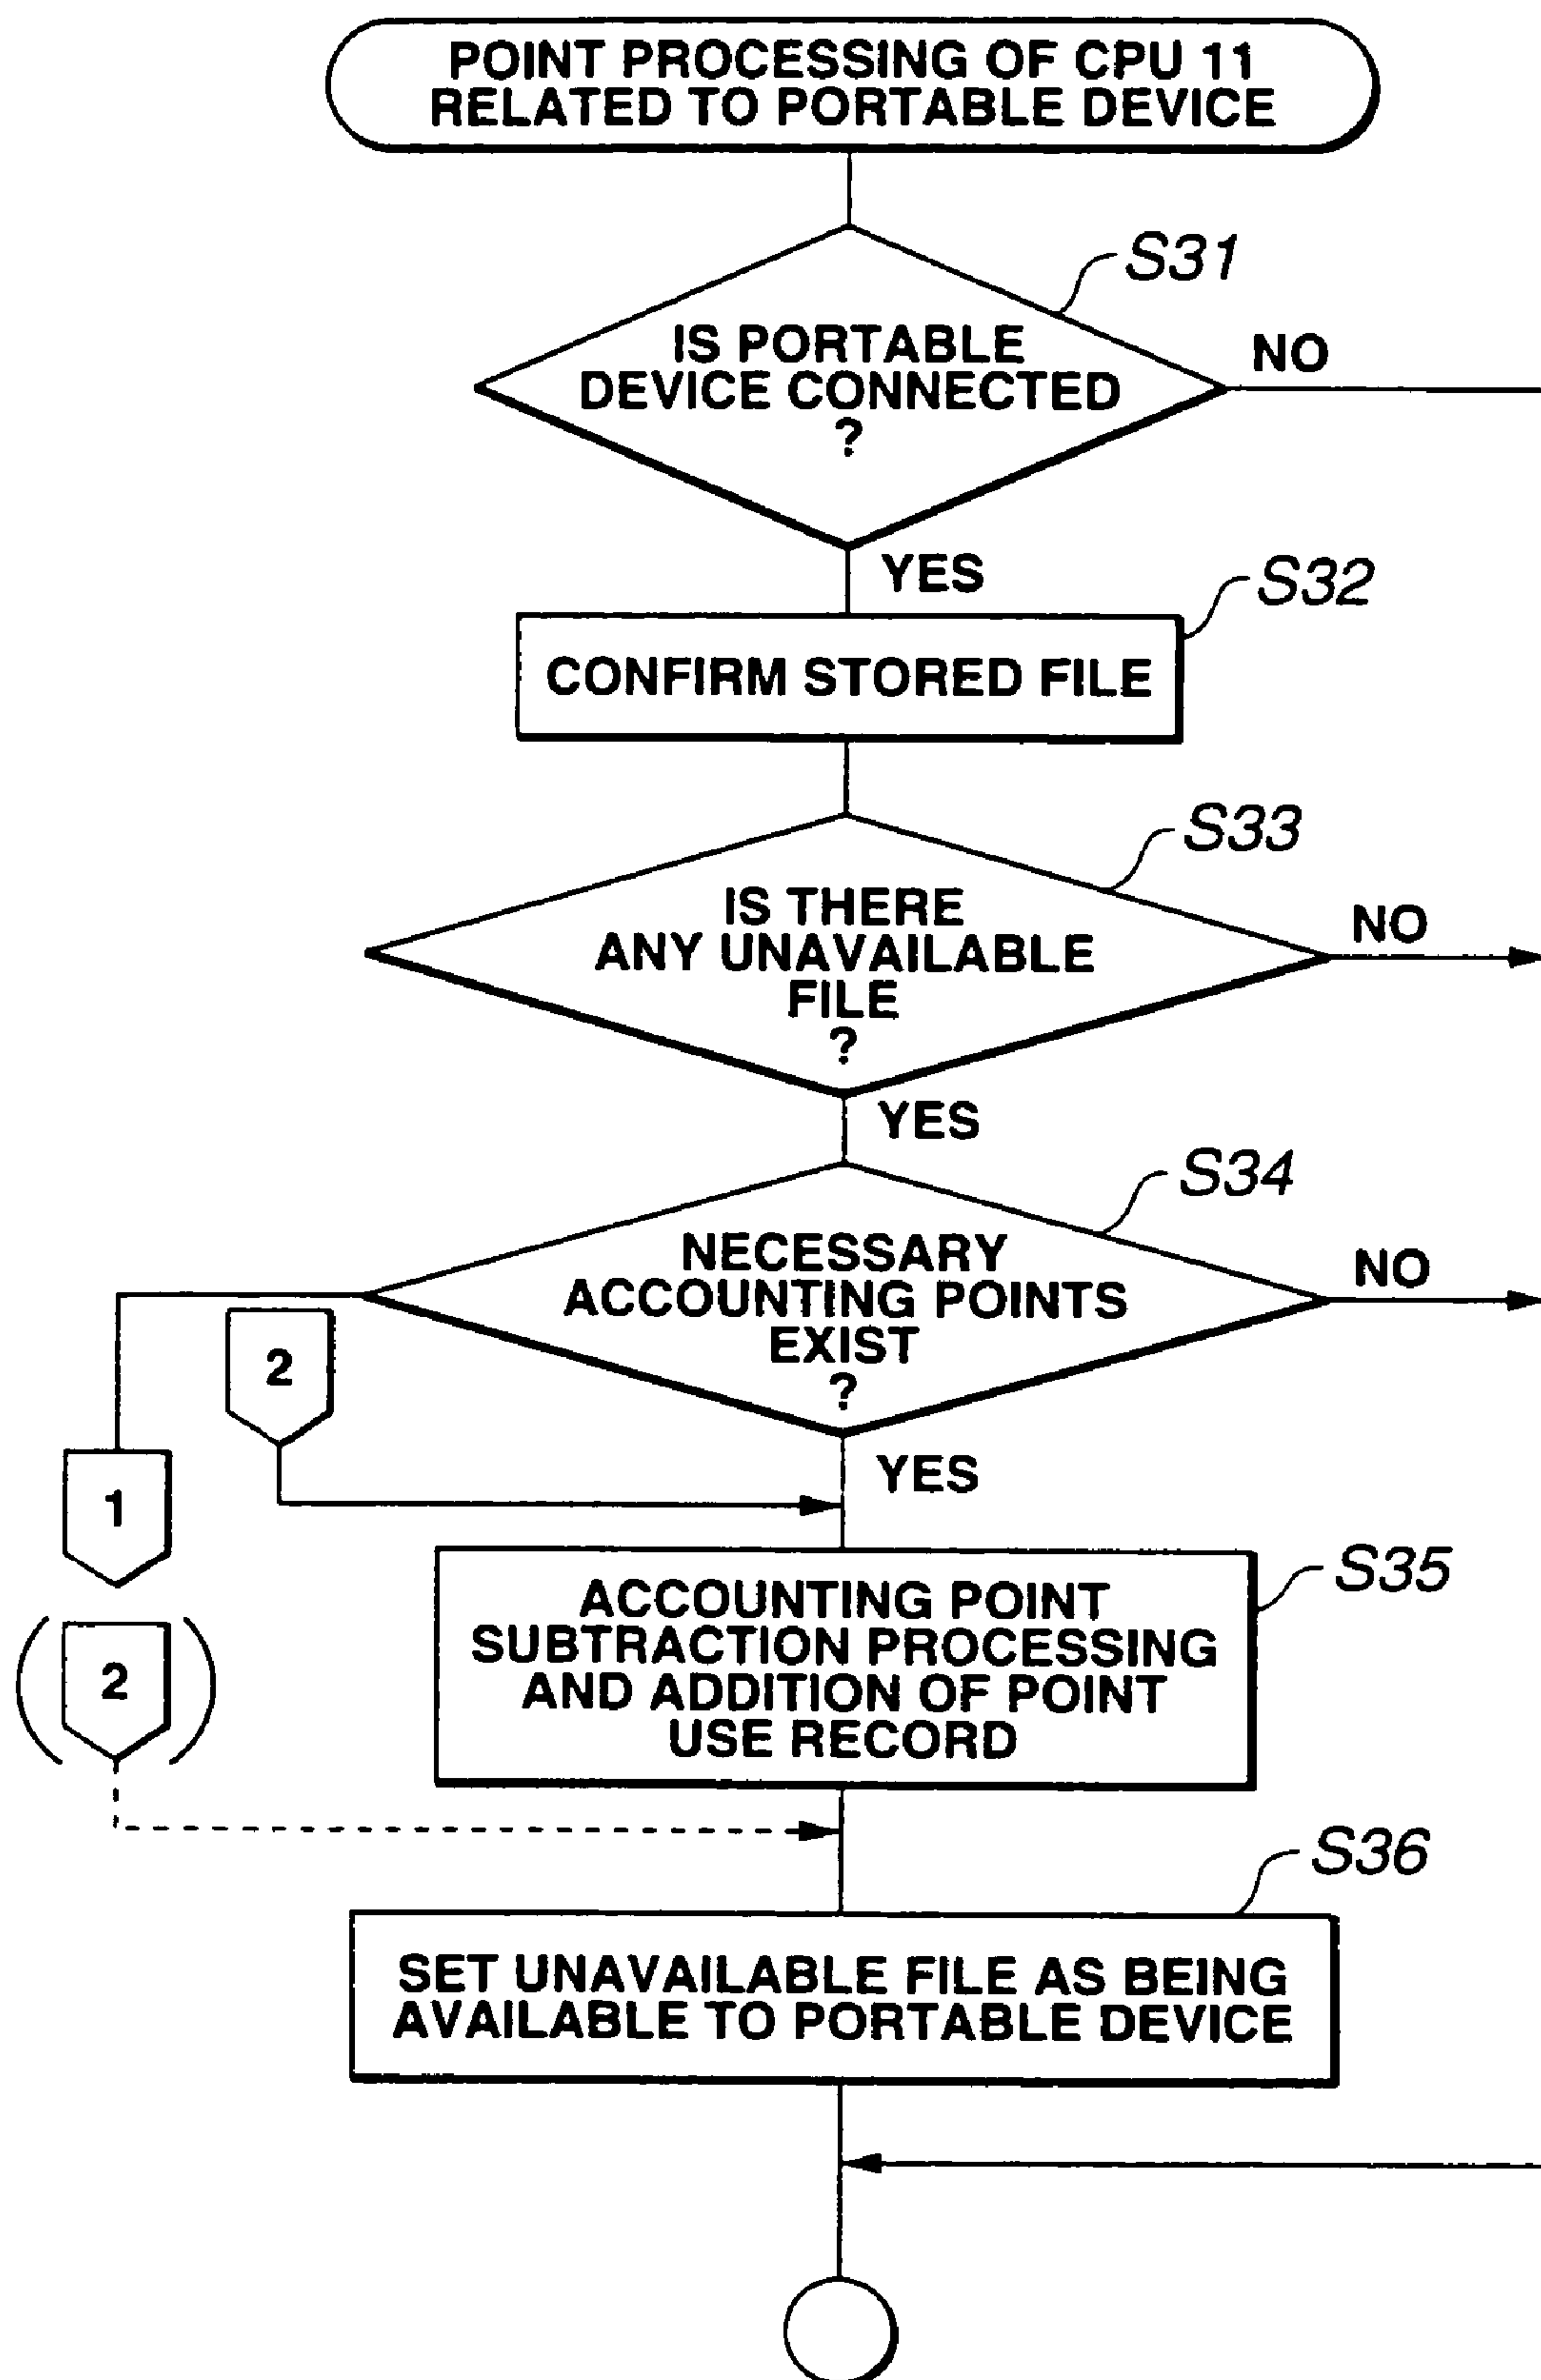 POINT PROCESSING OF CPU 11
RELATED TO PORTABLE DEVICE
S31
IS PORTABLE
DEVICE CONNECTED
?
NO
YES
S32
CONFIRM STORED FILE
S33
IS THERE
ANY UNAVAILABLE
FILE
?
NO
YES
S34
NECESSARY
ACCOUNTING POINTS
EXIST
?
NO
2
YES
1
S35
ACCOUNTING POINT
SUBTRACTION PROCESSING
AND ADDITION OF POINT
USE RECORD
(2)
S36
SET UNAVAILABLE FILE AS BEING
AVAILABLE TO PORTABLE DEVICE